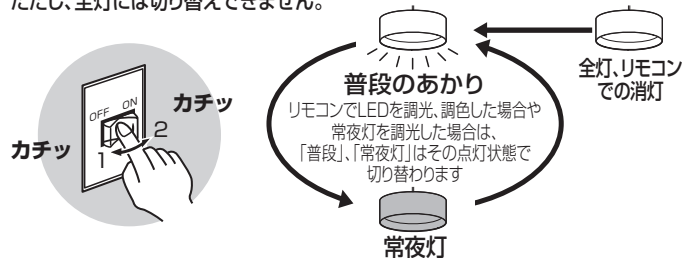 ただし、全灯には切り替えできません。
OFF ON
カチッ
2
カチッ
1
普段のあかり
リモコンでLEDを調光、調色した場合や
常夜灯を調光した場合は、
「普段」、「常夜灯」はその点灯状態で
切り替わります
常夜灯
全灯、リモコン
での消灯